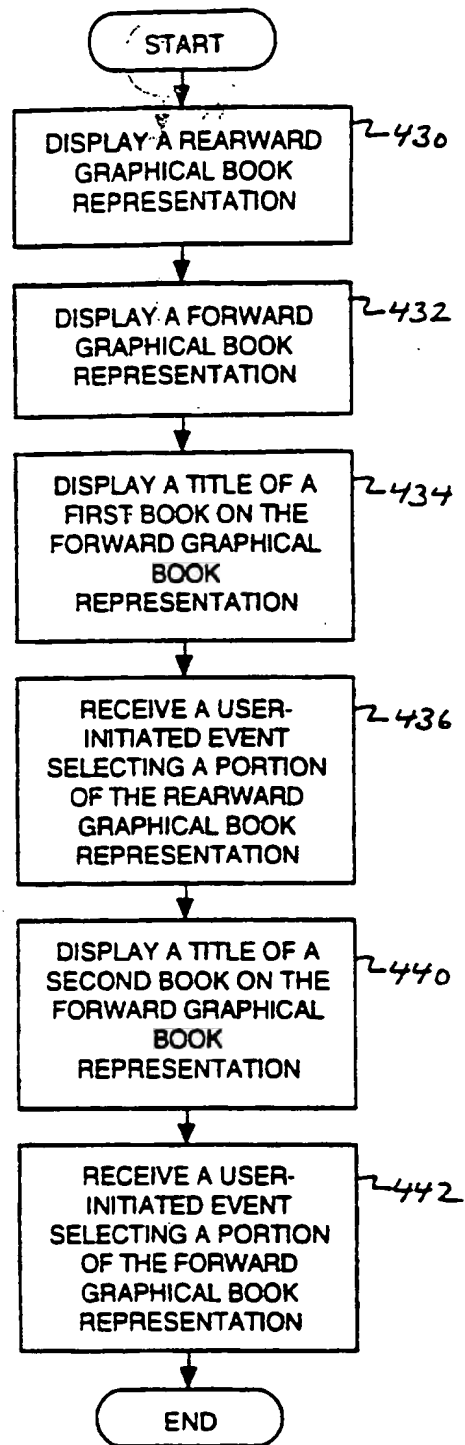 START
DISPLAY A REARWARD
GRAPHICAL BOOK
REPRESENTATION
430
DISPLAY A FORWARD
GRAPHICAL BOOK
REPRESENTATION
432
DISPLAY A TITLE OF A
FIRST BOOK ON THE
FORWARD GRAPHICAL
BOOK
REPRESENTATION
434
RECEIVE A USER-
INITIATED EVENT
SELECTING A PORTION
OF THE REARWARD
GRAPHICAL BOOK
REPRESENTATION
436
DISPLAY A TITLE OF A
SECOND BOOK ON THE
FORWARD GRAPHICAL
BOOK
REPRESENTATION
440
RECEIVE A USER-
INITIATED EVENT
SELECTING A PORTION
OF THE FORWARD
GRAPHICAL BOOK
REPRESENTATION
442
END